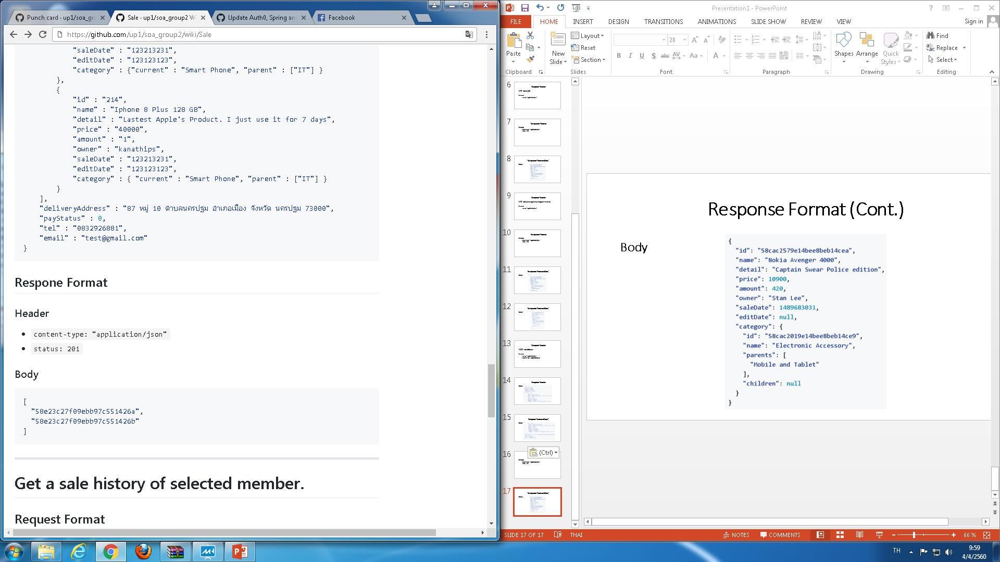 Punch card · up1/soa_gr
Sale · up1/soa_group2 Wi
Update Auth0, Spring an
Facebook
https://github.com/up1/soa_group2/wiki/Sale
"saleDate" : "123213231",
"editDate" : "123123123",
"category" : {"current" : "Smart Phone", "parent" : ["IT"] }
},
{
"id" : "214",
"name" : "Iphone 8 Plus 128 GB",
"detail" : "Lastest Apple's Product. I just use it for 7 days",
"price" : "40000",
"amount" : "1",
"owner" : "kanathips",
"saleDate" : "123213231",
"editDate" : "123123123",
"category" : { "current" : "Smart Phone", "parent" : ["IT"] }
}
],
"deliveryAddress" : "87 หมู่ 10 ตำบลนครปฐม อำเภอเมือง จังหวัด นครปฐม 73000",
"payStatus" : 0,
"tel" : "0832926881",
"email" : "test@gmail.com"
}
Respone Format
Header
content-type: "application/json"
status: 201
Body
[
"58e23c27f09ebb97c551426a",
"58e23c27f09ebb97c551426b"
]
Get a sale history of selected member.
Request Format
Presentation1 - PowerPoint
FILE HOME INSERT DESIGN TRANSITIONS ANIMATIONS SLIDE SHOW REVIEW VIEW
Sign in
Paste
Clipboard
New Slide
Layout
Reset
Section
Slides
28
B I U S abc AV Aa A
Font
Paragraph
Shapes Arrange Quick Styles
Drawing
Find
Replace
Select
Editing
6
7
8
9
10
11
12
13
14
15
16
(Ctrl)
17
Response Format (Cont.)
Body
{
"id": "58cac2579e14bee8beb14cea",
"name": "Nokia Avenger 4000",
"detail": "Captain Swear Police edition",
"price": 10900,
"amount": 420,
"owner": "Stan Lee",
"saleDate": 1489683031,
"editDate": null,
"category": {
"id": "58cac2019e14bee8beb14ce9",
"name": "Electronic Accessory",
"parents": [
"Mobile and Tablet"
],
"children": null
}
}
SLIDE 17 OF 17 THAI NOTES COMMENTS 66 %
TH
9:59
4/4/2560